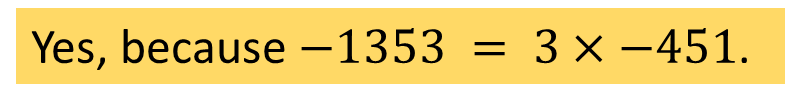 Yes, because −1353 = 3 × −451.